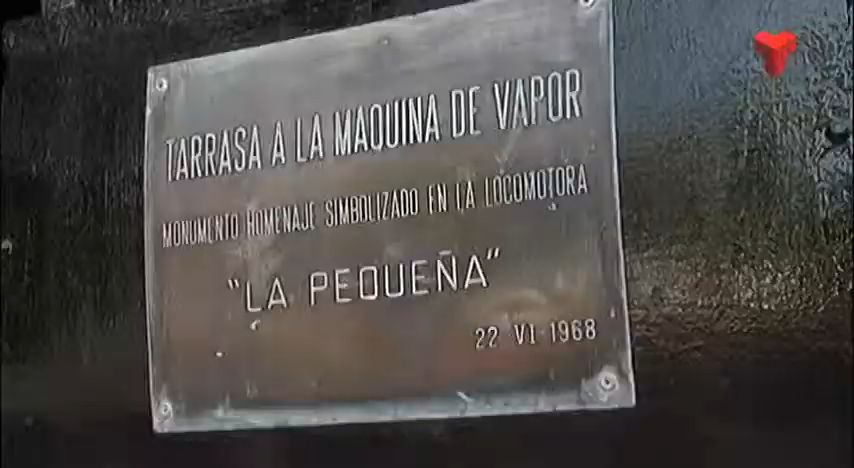 TARRASA A LA MAQUINA DE VAPOR
MONUMENTO HOMENAJE SIMBOLIZADO EN LA LOCOMOTORA
"LA PEQUEÑA"
22 VI 1968